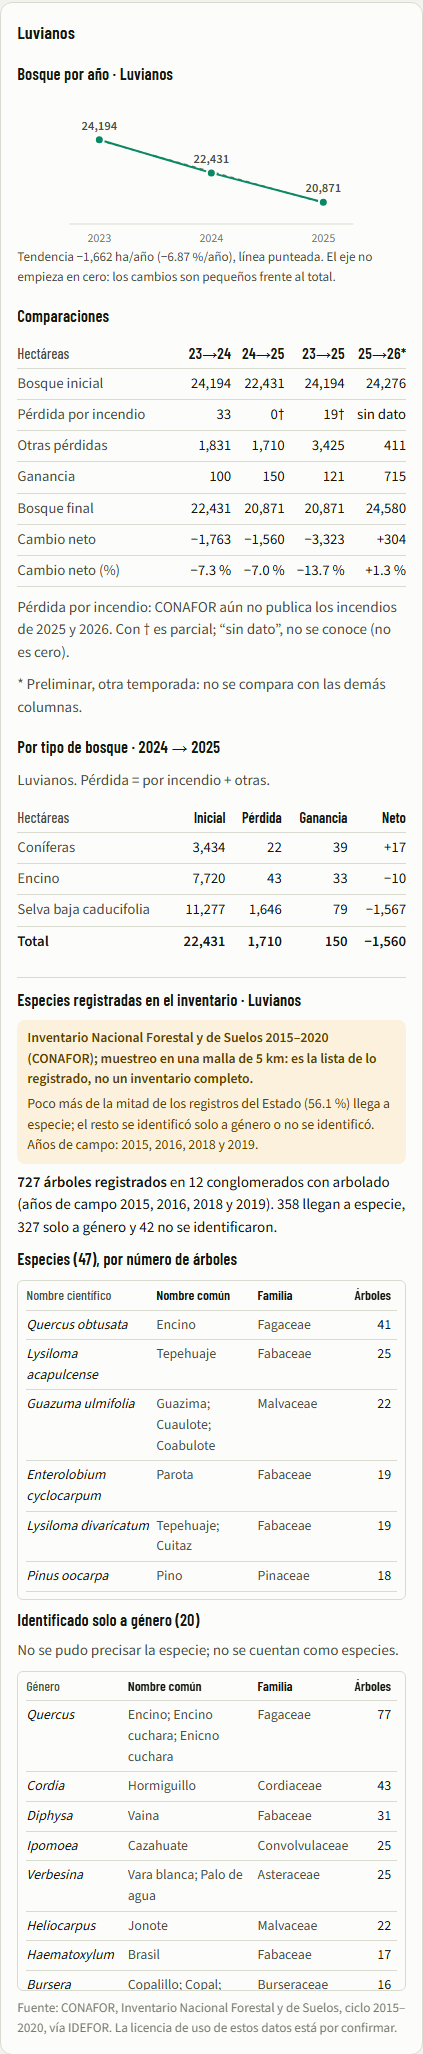 Luvianos
Bosque por año · Luvianos
24,194
22,431
20,871
2023 2024 2025
Tendencia −1,662 ha/año (−6.87 %/año), línea punteada. El eje no
empieza en cero: los cambios son pequeños frente al total.
Comparaciones
Hectáreas 23→24 24→25 23→25 25→26*
Bosque inicial 24,194 22,431 24,194 24,276
Pérdida por incendio 33 0† 19† sin dato
Otras pérdidas 1,831 1,710 3,425 411
Ganancia 100 150 121 715
Bosque final 22,431 20,871 20,871 24,580
Cambio neto −1,763 −1,560 −3,323 +304
Cambio neto (%) −7.3 % −7.0 % −13.7 % +1.3 %
Pérdida por incendio: CONAFOR aún no publica los incendios
de 2025 y 2026. Con † es parcial; “sin dato”, no se conoce (no
es cero).
* Preliminar, otra temporada: no se compara con las demás
columnas.
Por tipo de bosque · 2024 → 2025
Luvianos. Pérdida = por incendio + otras.
Hectáreas Inicial Pérdida Ganancia Neto
Coníferas 3,434 22 39 +17
Encino 7,720 43 33 −10
Selva baja caducifolia 11,277 1,646 79 −1,567
Total 22,431 1,710 150 −1,560
Especies registradas en el inventario · Luvianos
Inventario Nacional Forestal y de Suelos 2015–2020
(CONAFOR); muestreo en una malla de 5 km: es la lista de lo
registrado, no un inventario completo.
Poco más de la mitad de los registros del Estado (56.1 %) llega a
especie; el resto se identificó solo a género o no se identificó.
Años de campo: 2015, 2016, 2018 y 2019.
727 árboles registrados en 12 conglomerados con arbolado
(años de campo 2015, 2016, 2018 y 2019). 358 llegan a especie,
327 solo a género y 42 no se identificaron.
Especies (47), por número de árboles
Nombre científico Nombre común Familia Árboles
Quercus obtusata Encino Fagaceae 41
Lysiloma Tepehuaje Fabaceae 25
acapulcense
Guazuma ulmifolia Guazima; Malvaceae 22
Cuaulote;
Coabulote
Enterolobium Parota Fabaceae 19
cyclocarpum
Lysiloma divaricatum Tepehuaje; Fabaceae 19
Cuitaz
Pinus oocarpa Pino Pinaceae 18
Identificado solo a género (20)
No se pudo precisar la especie; no se cuentan como especies.
Género Nombre común Familia Árboles
Quercus Encino; Encino Fagaceae 77
cuchara; Enicno
cuchara
Cordia Hormiguillo Cordiaceae 43
Diphysa Vaina Fabaceae 31
Ipomoea Cazahuate Convolvulaceae 25
Verbesina Vara blanca; Palo de Asteraceae 25
agua
Heliocarpus Jonote Malvaceae 22
Haematoxylum Brasil Fabaceae 17
Bursera Copalillo; Copal; Burseraceae 16
Fuente: CONAFOR, Inventario Nacional Forestal y de Suelos, ciclo 2015–
2020, vía IDEFOR. La licencia de uso de estos datos está por confirmar.